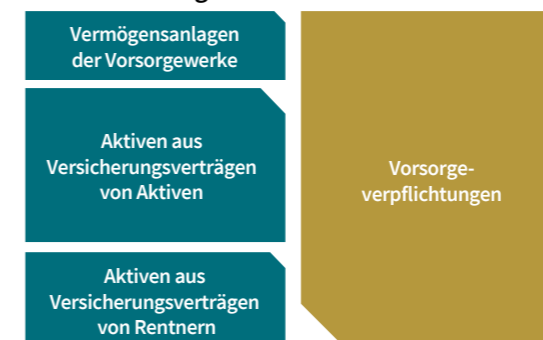 Vermögensanlagen
der Vorsorgewerke
Aktiven aus
Versicherungsverträgen
von Aktiven
Aktiven aus
Versicherungsverträgen
von Rentnern
Vorsorge-
verpflichtungen